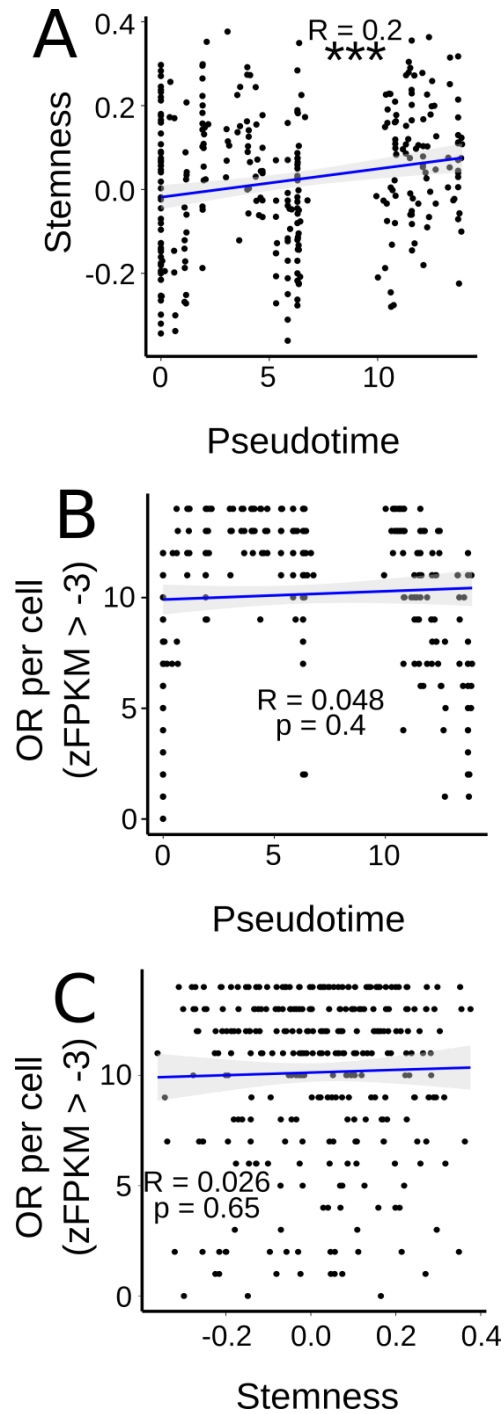 A
R = 0.2
***
0.4
0.2
0.0
-0.2
Stemness
0
5
10
Pseudotime
B
10
5
0
OR per cell
(zFPKM > -3)
R = 0.048
p = 0.4
0
5
10
Pseudotime
C
10
5
0
OR per cell
(zFPKM > -3)
R = 0.026
p = 0.65
-0.2
0.0
0.2
0.4
Stemness